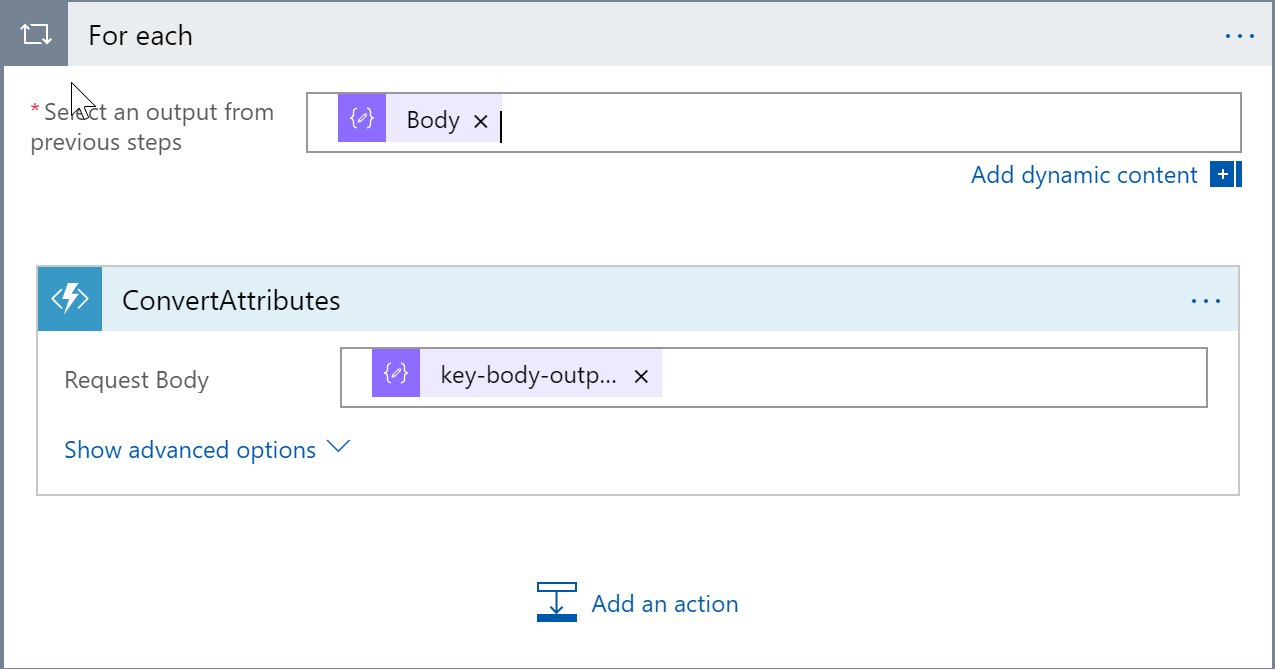 For each
* Select an output from
previous steps
Body ×
Add dynamic content
ConvertAttributes
Request Body
key-body-outp... ×
Show advanced options
Add an action